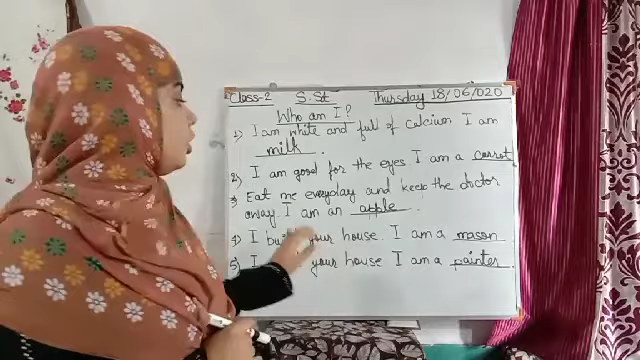 Class-2 S.St Thursday 18/06/020
Who am I?
1) I am white and full of calcium I am
milk.
2) I am good for the eyes. I am a carrot
3) Eat me everyday and keep the doctor
away. I am an apple.
4) I your house. I am a mason
5) I your house I am a painter.